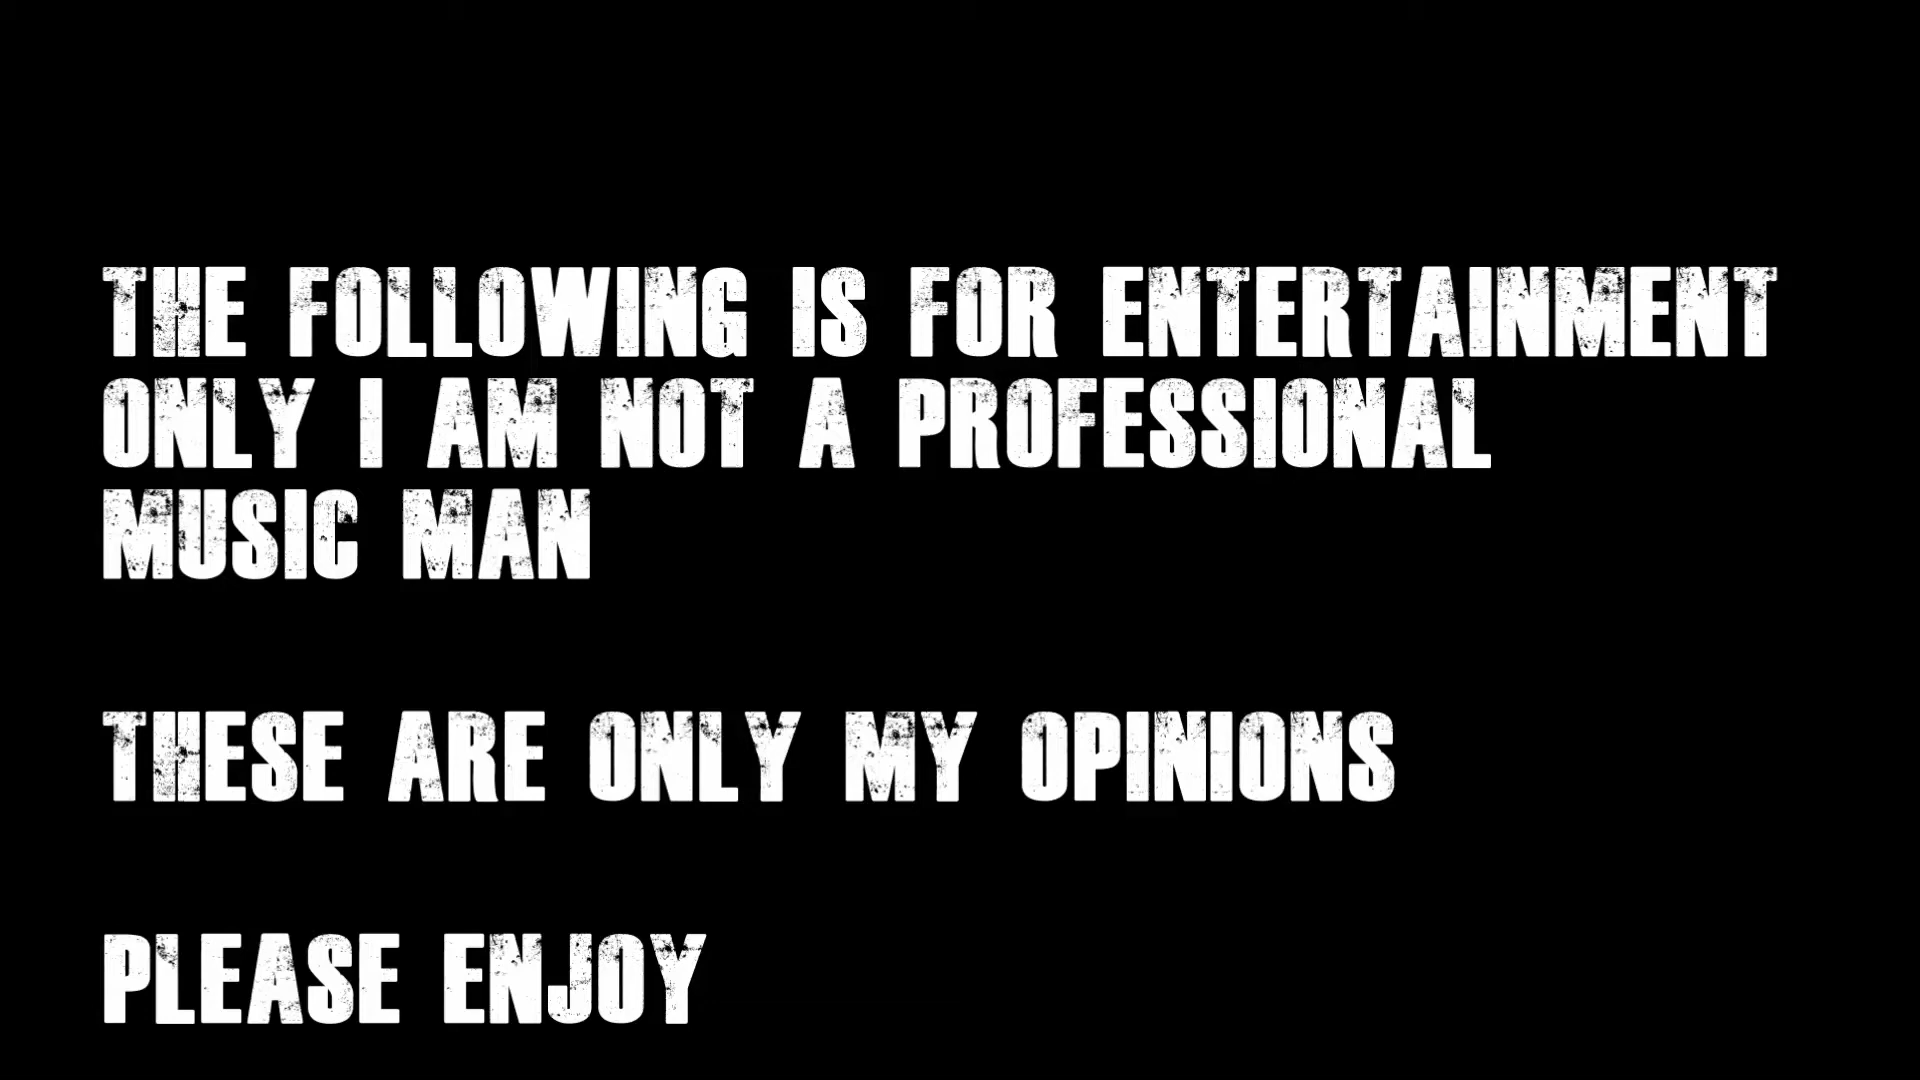 THE FOLLOWING IS FOR ENTERTAINMENT
ONLY I AM NOT A PROFESSIONAL
MUSIC MAN
THESE ARE ONLY MY OPINIONS
PLEASE ENJOY